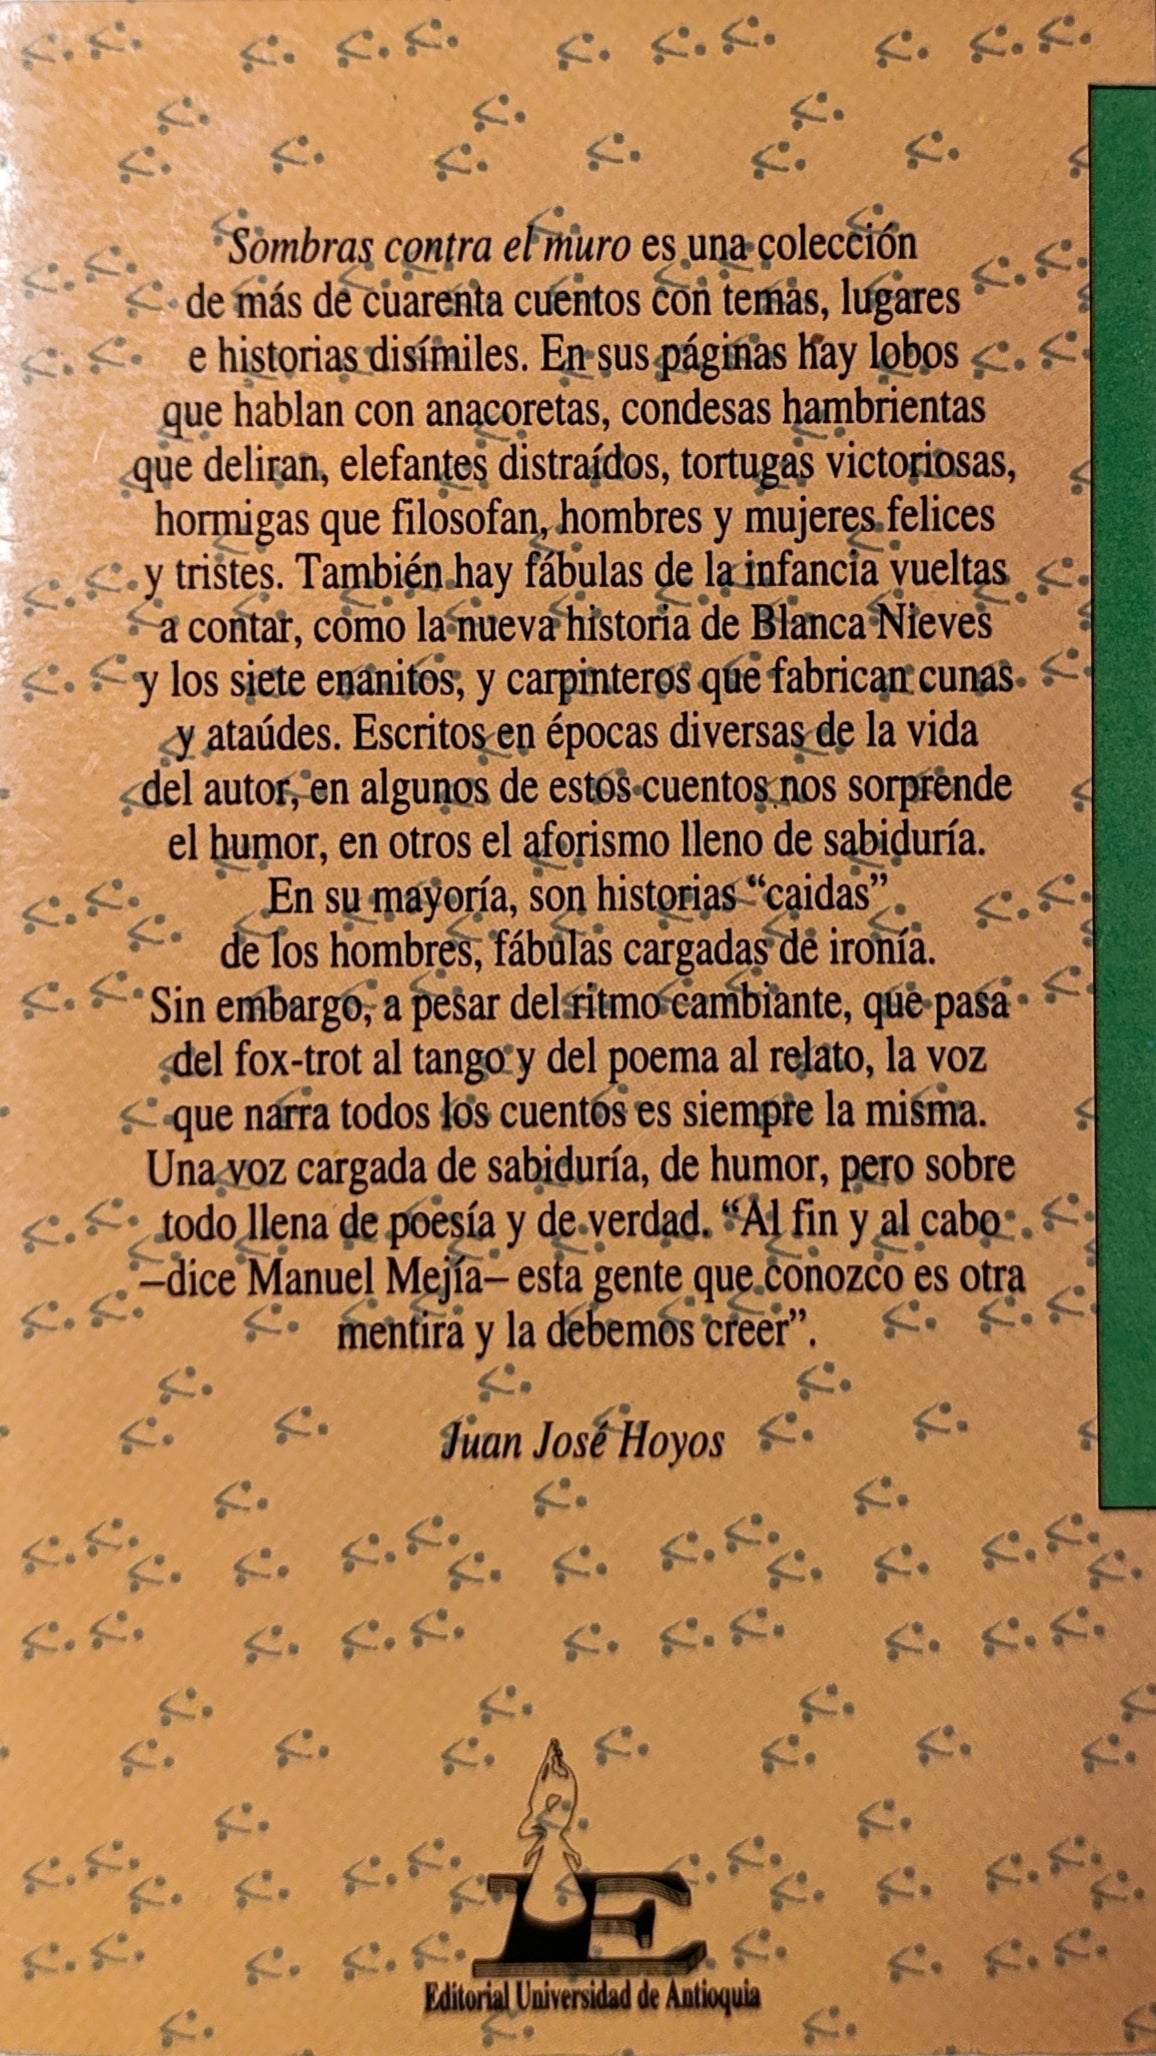 Sombras contra el muro es una colección
de más de cuarenta cuentos con temas, lugares
e historias disímiles. En sus páginas hay lobos
que hablan con anacoretas, condesas hambrientas
que deliran, elefantes distraídos, tortugas victoriosas,
hormigas que filosofan, hombres y mujeres felices
y tristes. También hay fábulas de la infancia vueltas
a contar, como la nueva historia de Blanca Nieves
y los siete enanitos, y carpinteros que fabrican cunas
y ataúdes. Escritos en épocas diversas de la vida
del autor, en algunos de estos cuentos nos sorprende
el humor, en otros el aforismo lleno de sabiduría.
En su mayoría, son historias “caidas”
de los hombres, fábulas cargadas de ironía.
Sin embargo, a pesar del ritmo cambiante, que pasa
del fox-trot al tango y del poema al relato, la voz
que narra todos los cuentos es siempre la misma.
Una voz cargada de sabiduría, de humor, pero sobre
todo llena de poesía y de verdad. “Al fin y al cabo
–dice Manuel Mejía– esta gente que conozco es otra
mentira y la debemos creer”.
Juan José Hoyos
E
Editorial Universidad de Antioquia